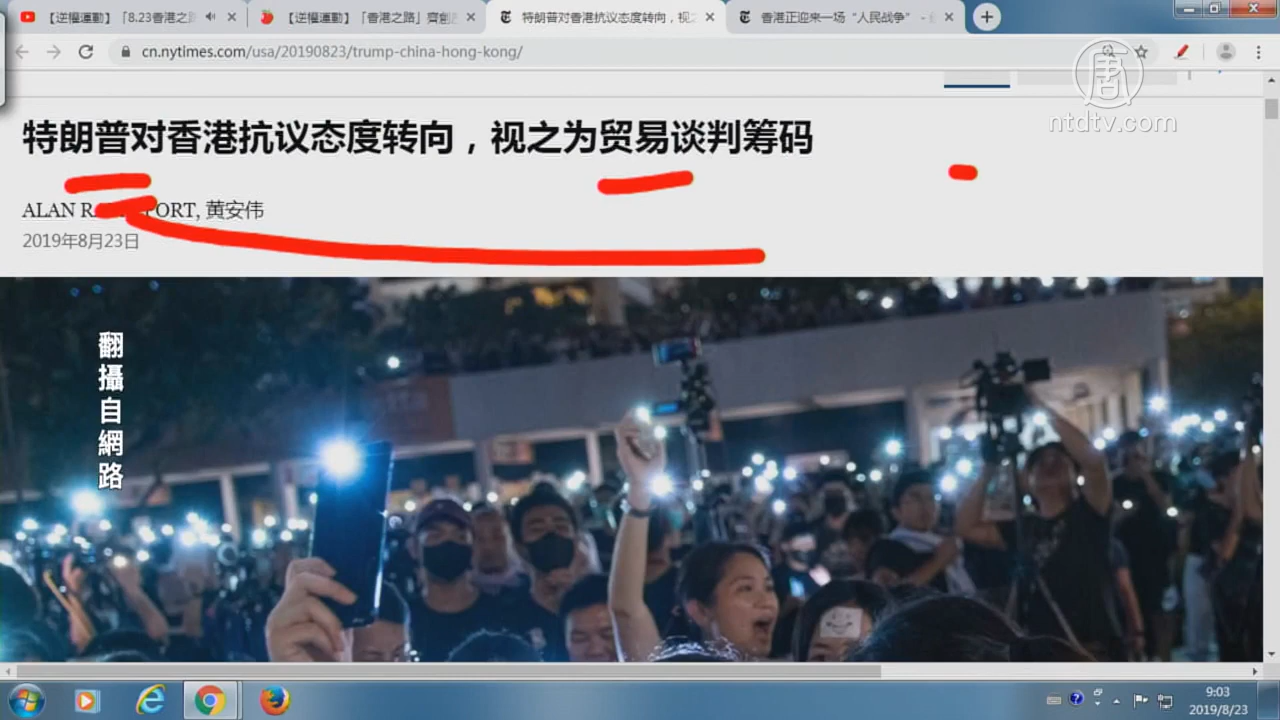 【逆權運動】「8.23香港之路
【逆權運動】「香港之路」齊創
特朗普对香港抗议态度转向，视之
香港正迎来一场“人民战争” -
cn.nytimes.com/usa/20190823/trump-china-hong-kong/
唐
ntdtv.com
特朗普对香港抗议态度转向，视之为贸易谈判筹码
ALAN R PORT, 黄安伟
2019年8月23日
翻攝自網路
9:03
2019/8/23